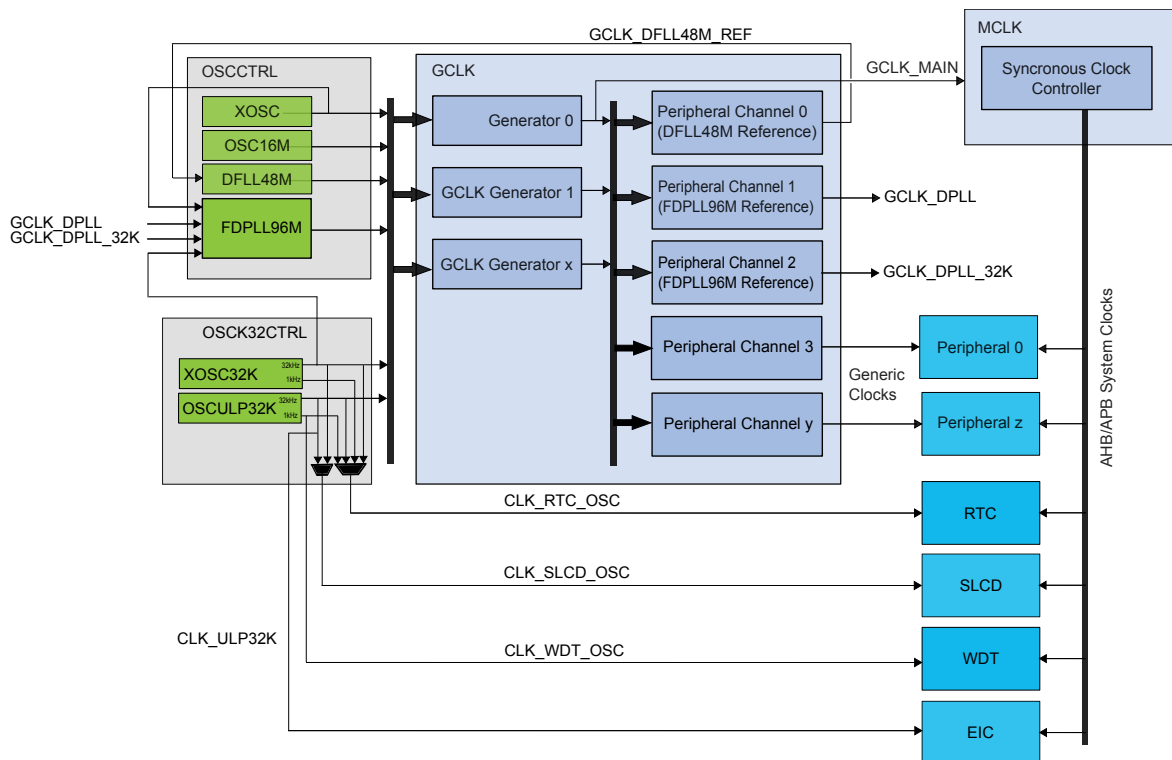 GCLK_DFLL48M_REF
MCLK
OSCCTRL
GCLK
GCLK_MAIN
Syncronous Clock
Controller
XOSC
OSC16M
DFLL48M
FDPLL96M
GCLK_DPLL
GCLK_DPLL_32K
Generator 0
GCLK Generator 1
GCLK Generator x
Peripheral Channel 0
(DFLL48M Reference)
Peripheral Channel 1
(FDPLL96M Reference)
Peripheral Channel 2
(FDPLL96M Reference)
Peripheral Channel 3
Peripheral Channel y
GCLK_DPLL
GCLK_DPLL_32K
Generic
Clocks
Peripheral 0
Peripheral z
AHB/APB System Clocks
OSCK32CTRL
XOSC32K
32kHz
1kHz
OSCULP32K
32kHz
1kHz
CLK_RTC_OSC
RTC
CLK_SLCD_OSC
SLCD
CLK_ULP32K
CLK_WDT_OSC
WDT
EIC